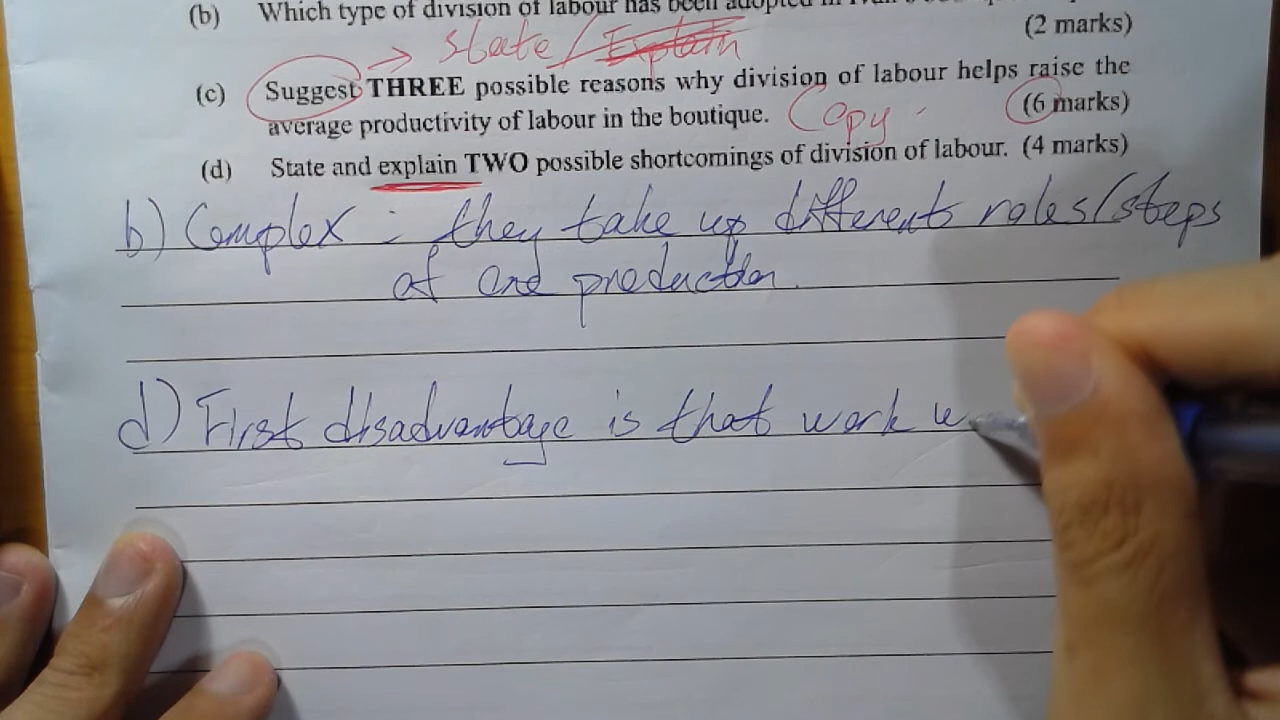 (b) Which type of division of labour has been adopted in
(2 marks)
→ State / Explain
(c) Suggest THREE possible reasons why division of labour helps raise the
average productivity of labour in the boutique. Copy (6 marks)
(d) State and explain TWO possible shortcomings of division of labour. (4 marks)
b) Complex : they take up different roles/steps
of one production.
d) First disadvantage is that work